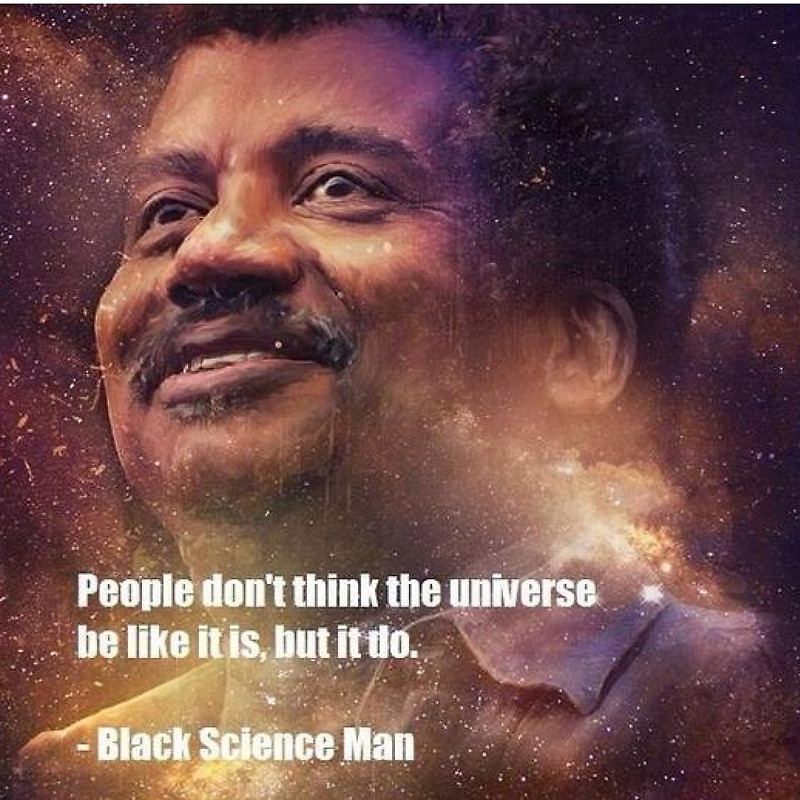 People don't think the universe
be like it is, but it do.
- Black Science Man